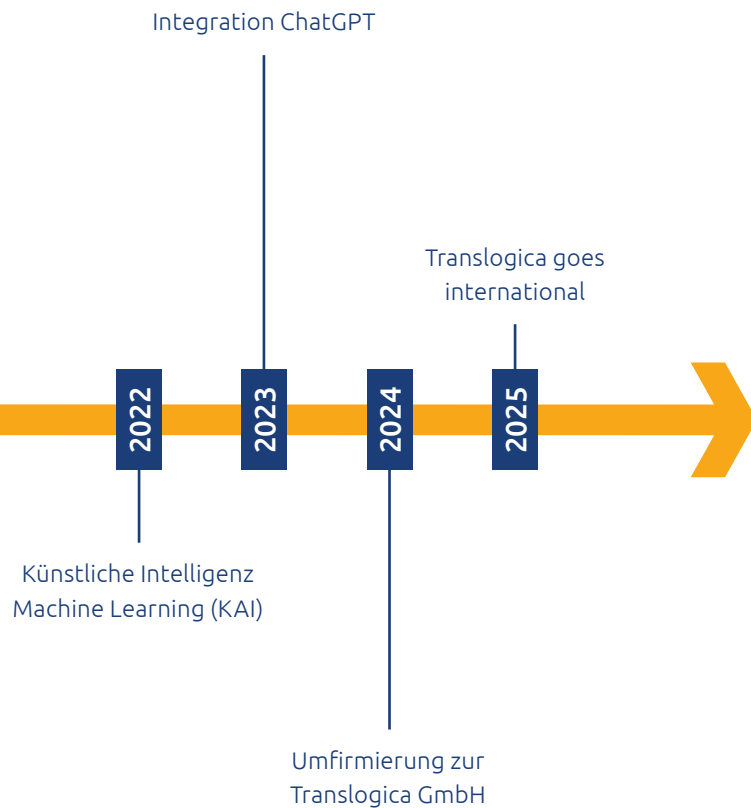 Integration ChatGPT
Translogica goes
international
2022
2023
2024
2025
Künstliche Intelligenz
Machine Learning (KAI)
Umfirmierung zur
Translogica GmbH